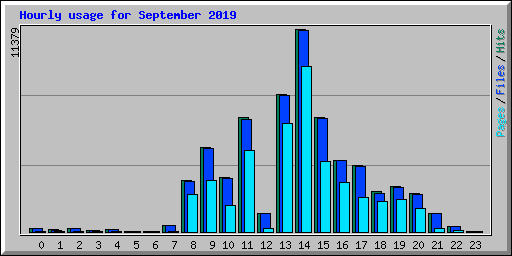 Hourly usage for September 2019
11379
Pages / Files / Hits
0 1 2 3 4 5 6 7 8 9 10 11 12 13 14 15 16 17 18 19 20 21 22 23